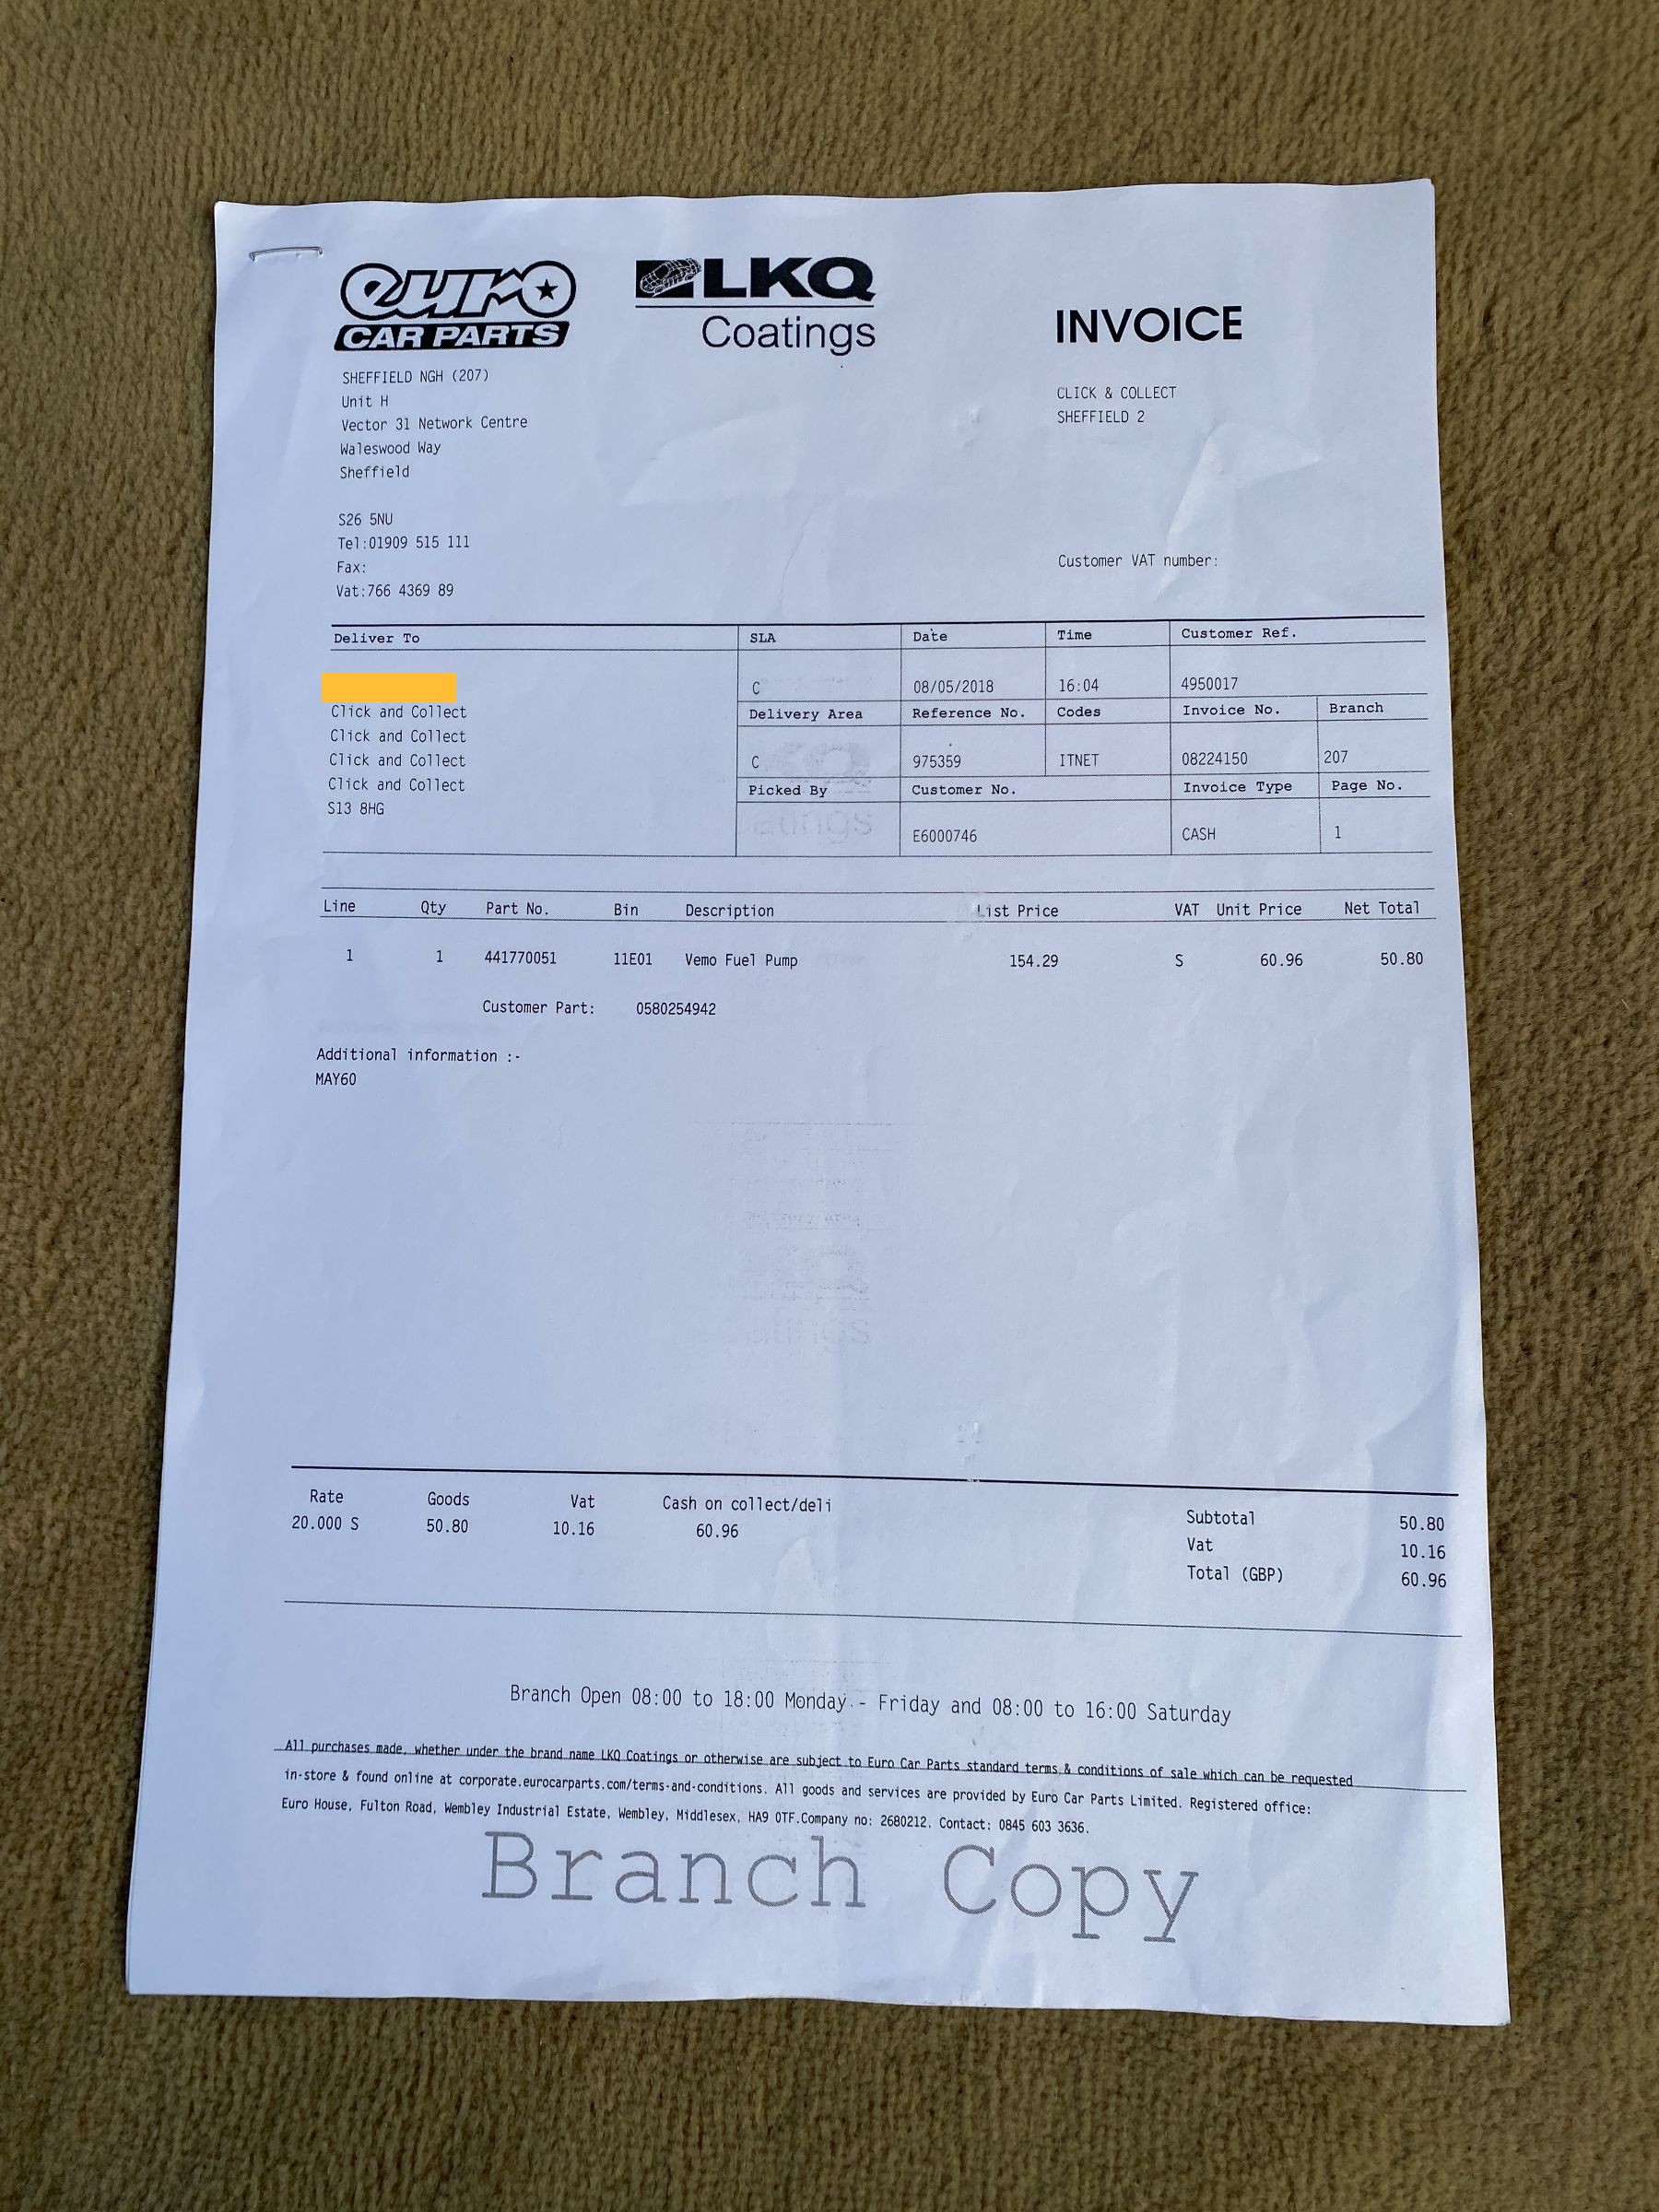 euro
CAR PARTS
LKQ
Coatings
INVOICE
SHEFFIELD NGH (207)
Unit H
Vector 31 Network Centre
Waleswood Way
Sheffield
S26 5NU
Tel:01909 515 111
Fax:
Vat:766 4369 89
CLICK & COLLECT
SHEFFIELD 2
Customer VAT number:
Deliver To
Click and Collect
Click and Collect
Click and Collect
Click and Collect
S13 8HG
SLA Date Time Customer Ref.
C 08/05/2018 16:04 4950017
Delivery Area Reference No. Codes Invoice No. Branch
C 975359 ITNET 08224150 207
Picked By Customer No. Invoice Type Page No.
E6000746 CASH 1
Line Qty Part No. Bin Description List Price VAT Unit Price Net Total
1 1 441770051 11E01 Vemo Fuel Pump 154.29 S 60.96 50.80
Customer Part: 0580254942
Additional information :-
MAY60
Rate Goods Vat Cash on collect/deli
20.000 S 50.80 10.16 60.96
Subtotal 50.80
Vat 10.16
Total (GBP) 60.96
Branch Open 08:00 to 18:00 Monday - Friday and 08:00 to 16:00 Saturday
All purchases made, whether under the brand name LKQ Coatings or otherwise are subject to Euro Car Parts standard terms & conditions of sale which can be requested
in-store & found online at corporate.eurocarparts.com/terms-and-conditions. All goods and services are provided by Euro Car Parts Limited. Registered office:
Euro House, Fulton Road, Wembley Industrial Estate, Wembley, Middlesex, HA9 0TF.Company no: 2680212. Contact: 0845 603 3636.
Branch Copy